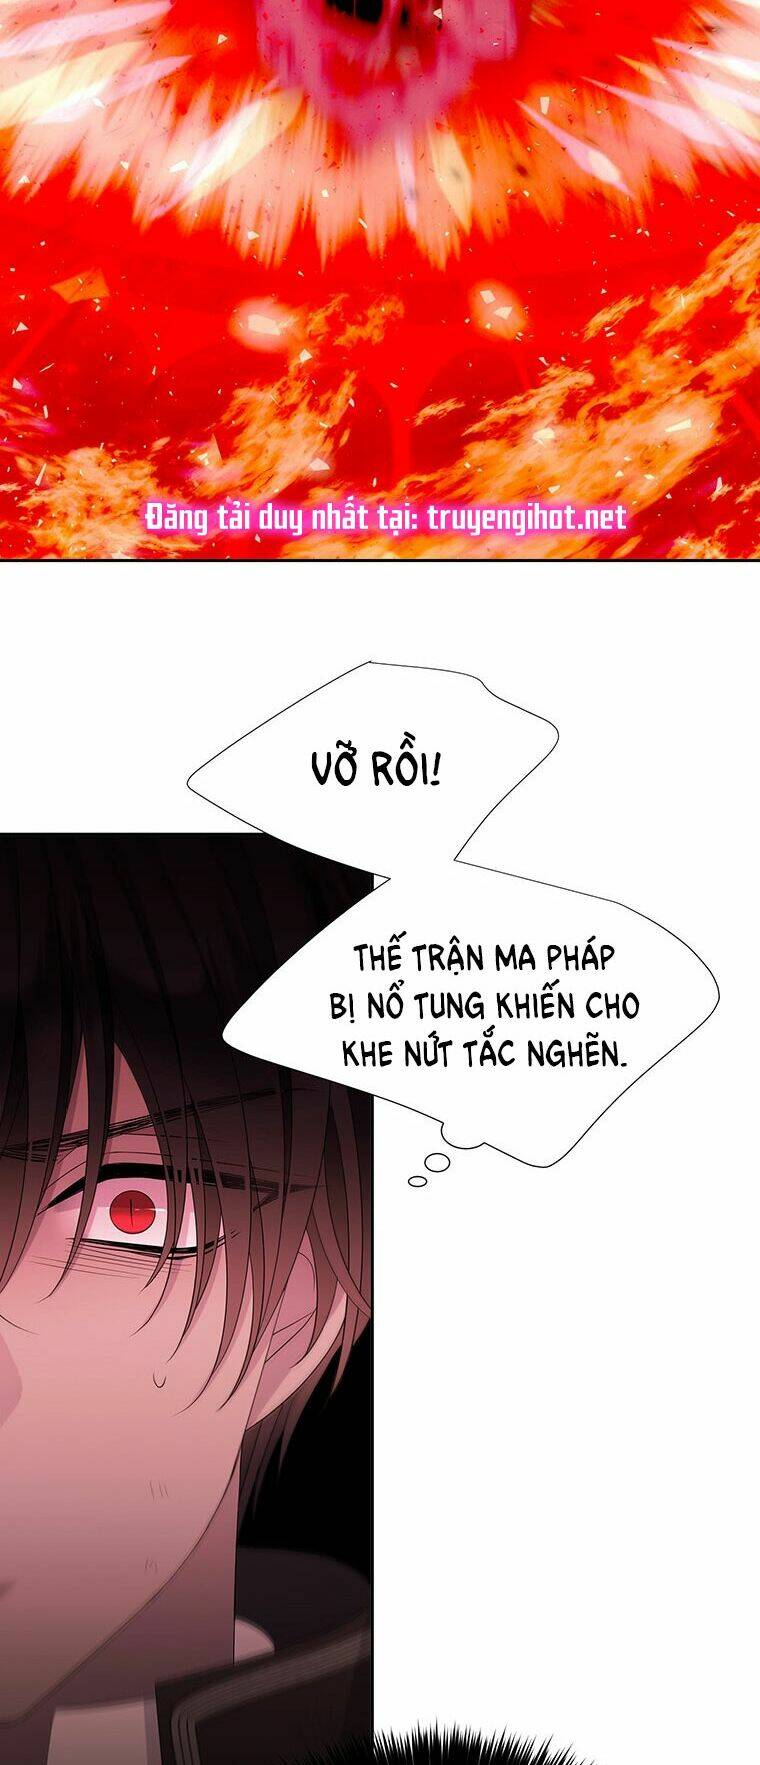 Đăng tải duy nhất tại: truyengihot.net
VỠ RỒI!
THẾ TRẬN MA PHÁP
BỊ NỔ TUNG KHIẾN CHO
KHE NỨT TẮC NGHẼN.